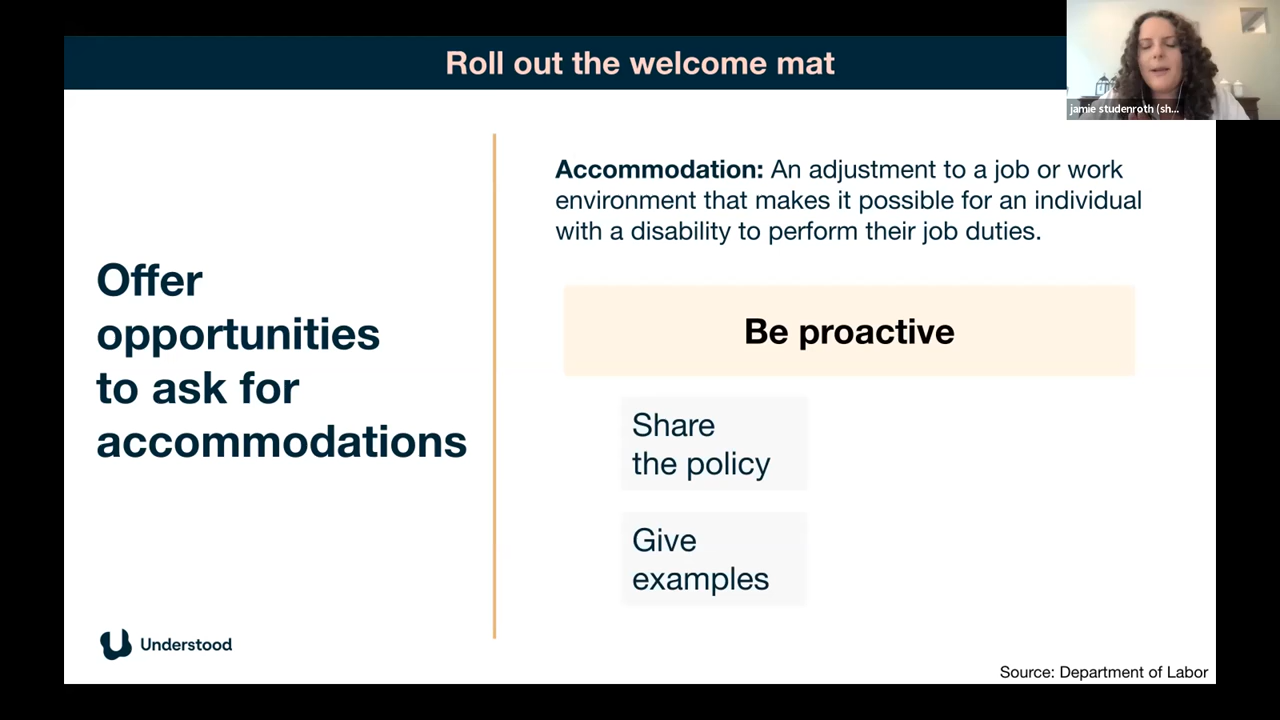 Roll out the welcome mat
jamie studenroth (sh...
Offer
opportunities
to ask for
accommodations
Accommodation: An adjustment to a job or work
environment that makes it possible for an individual
with a disability to perform their job duties.
Be proactive
Share
the policy
Give
examples
Understood
Source: Department of Labor